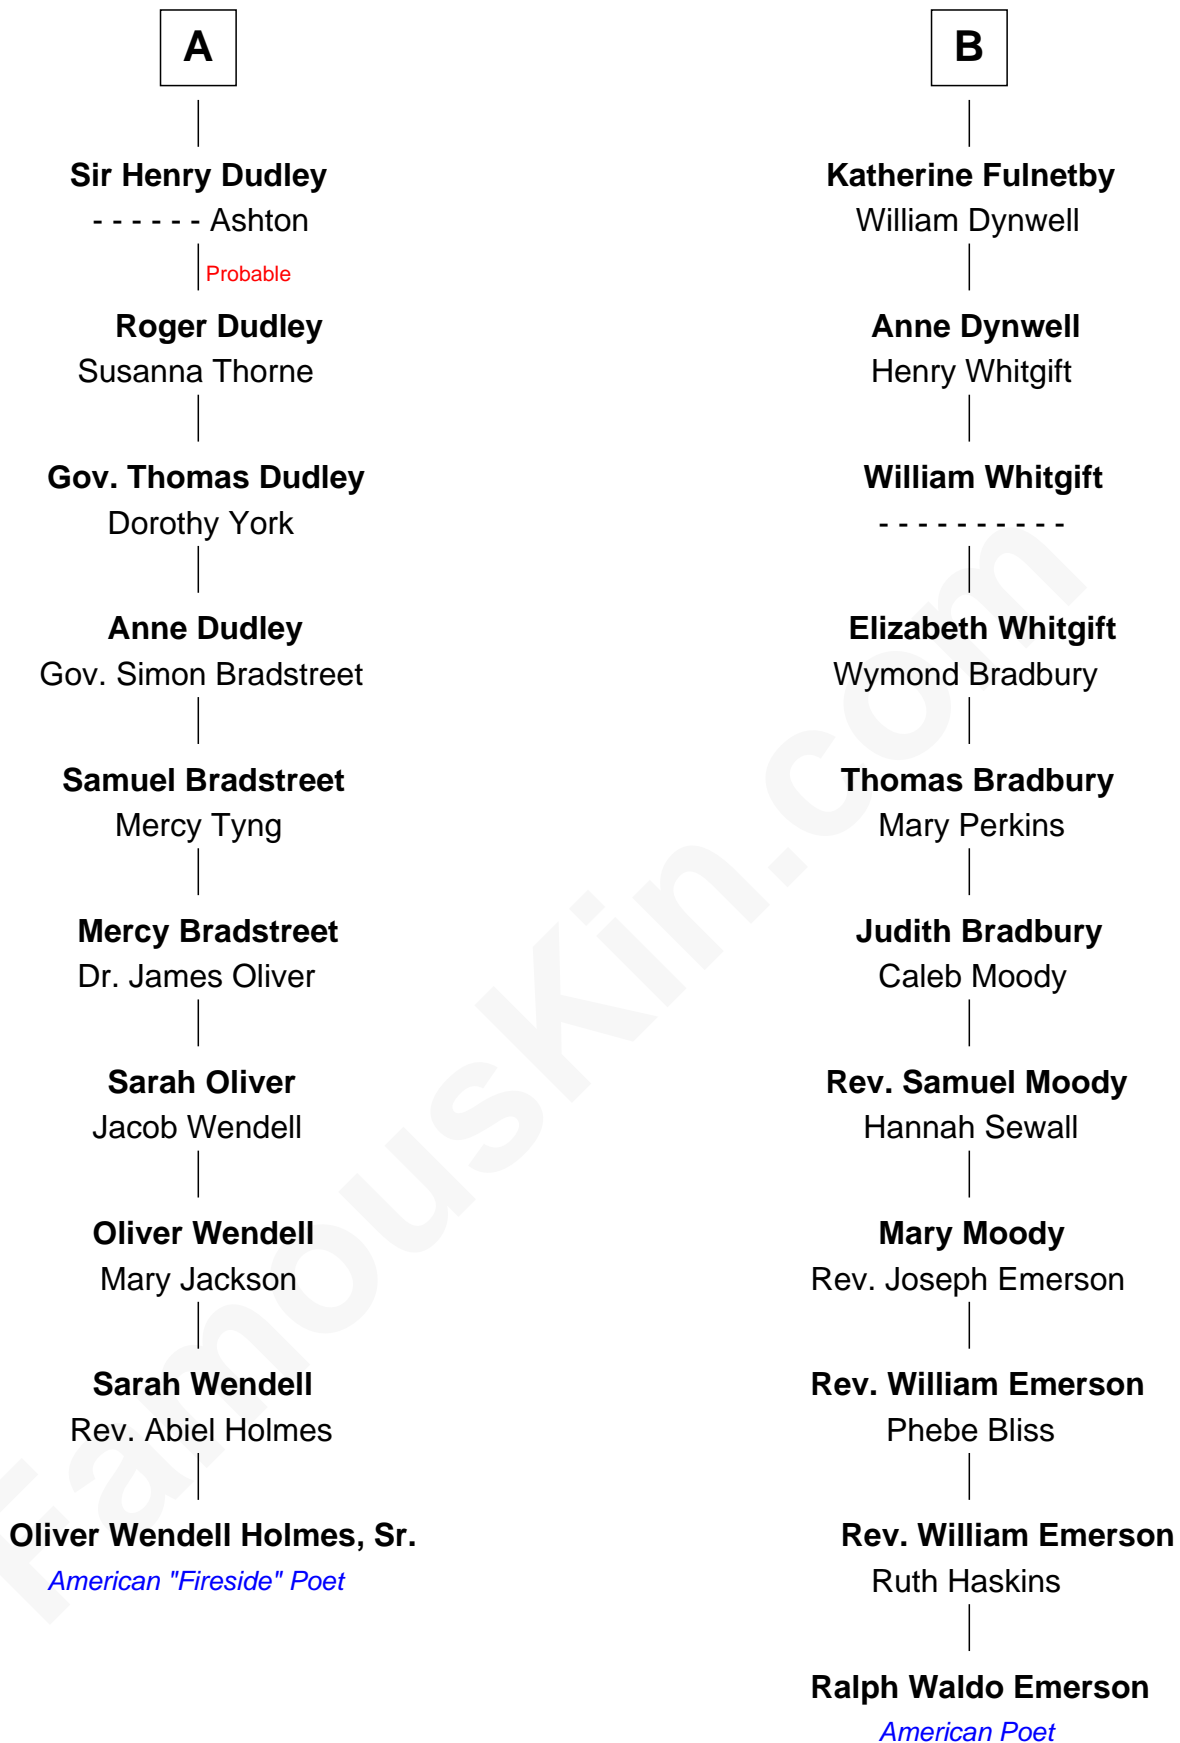 A
Sir Henry Dudley
- - - - - - Ashton
Probable
Roger Dudley
Susanna Thorne
Gov. Thomas Dudley
Dorothy York
Anne Dudley
Gov. Simon Bradstreet
Samuel Bradstreet
Mercy Tyng
Mercy Bradstreet
Dr. James Oliver
Sarah Oliver
Jacob Wendell
Oliver Wendell
Mary Jackson
Sarah Wendell
Rev. Abiel Holmes
Oliver Wendell Holmes, Sr.
American "Fireside" Poet
B
Katherine Fulnetby
William Dynwell
Anne Dynwell
Henry Whitgift
William Whitgift
- - - - - - - - - -
Elizabeth Whitgift
Wymond Bradbury
Thomas Bradbury
Mary Perkins
Judith Bradbury
Caleb Moody
Rev. Samuel Moody
Hannah Sewall
Mary Moody
Rev. Joseph Emerson
Rev. William Emerson
Phebe Bliss
Rev. William Emerson
Ruth Haskins
Ralph Waldo Emerson
American Poet
FamousKin.com